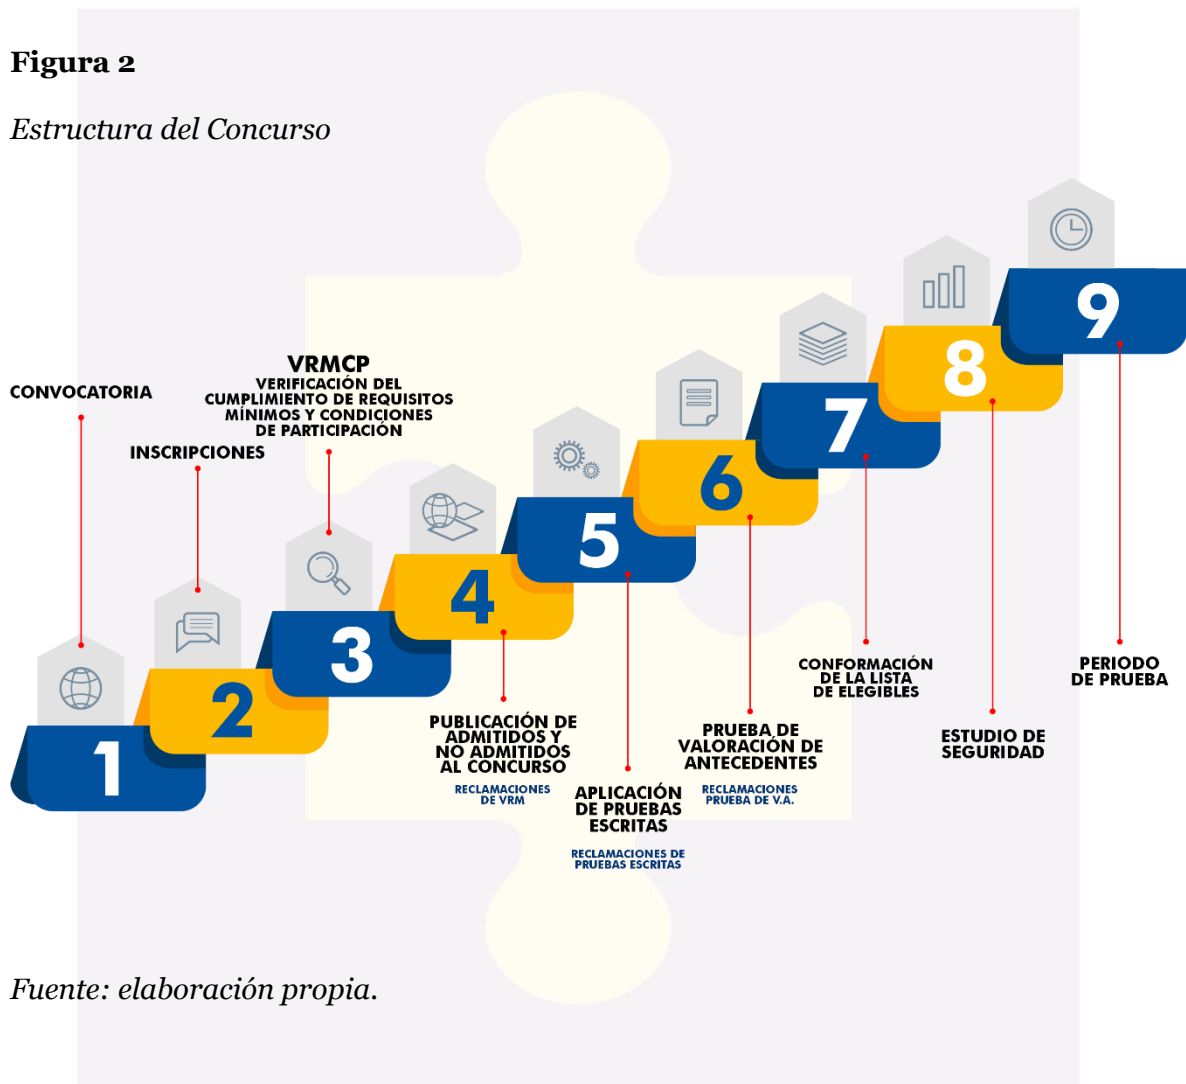 Figura 2
Estructura del Concurso
1
CONVOCATORIA
2
INSCRIPCIONES
3
VRMCP
VERIFICACIÓN DEL
CUMPLIMIENTO DE REQUISITOS
MÍNIMOS Y CONDICIONES
DE PARTICIPACIÓN
4
PUBLICACIÓN DE
ADMITIDOS Y
NO ADMITIDOS
AL CONCURSO
RECLAMACIONES
DE VRM
5
APLICACIÓN
DE PRUEBAS
ESCRITAS
RECLAMACIONES DE
PRUEBAS ESCRITAS
6
PRUEBA DE
VALORACIÓN DE
ANTECEDENTES
RECLAMACIONES
PRUEBA DE V.A.
7
CONFORMACIÓN
DE LA LISTA
DE ELEGIBLES
8
ESTUDIO DE
SEGURIDAD
9
PERIODO
DE PRUEBA
Fuente: elaboración propia.